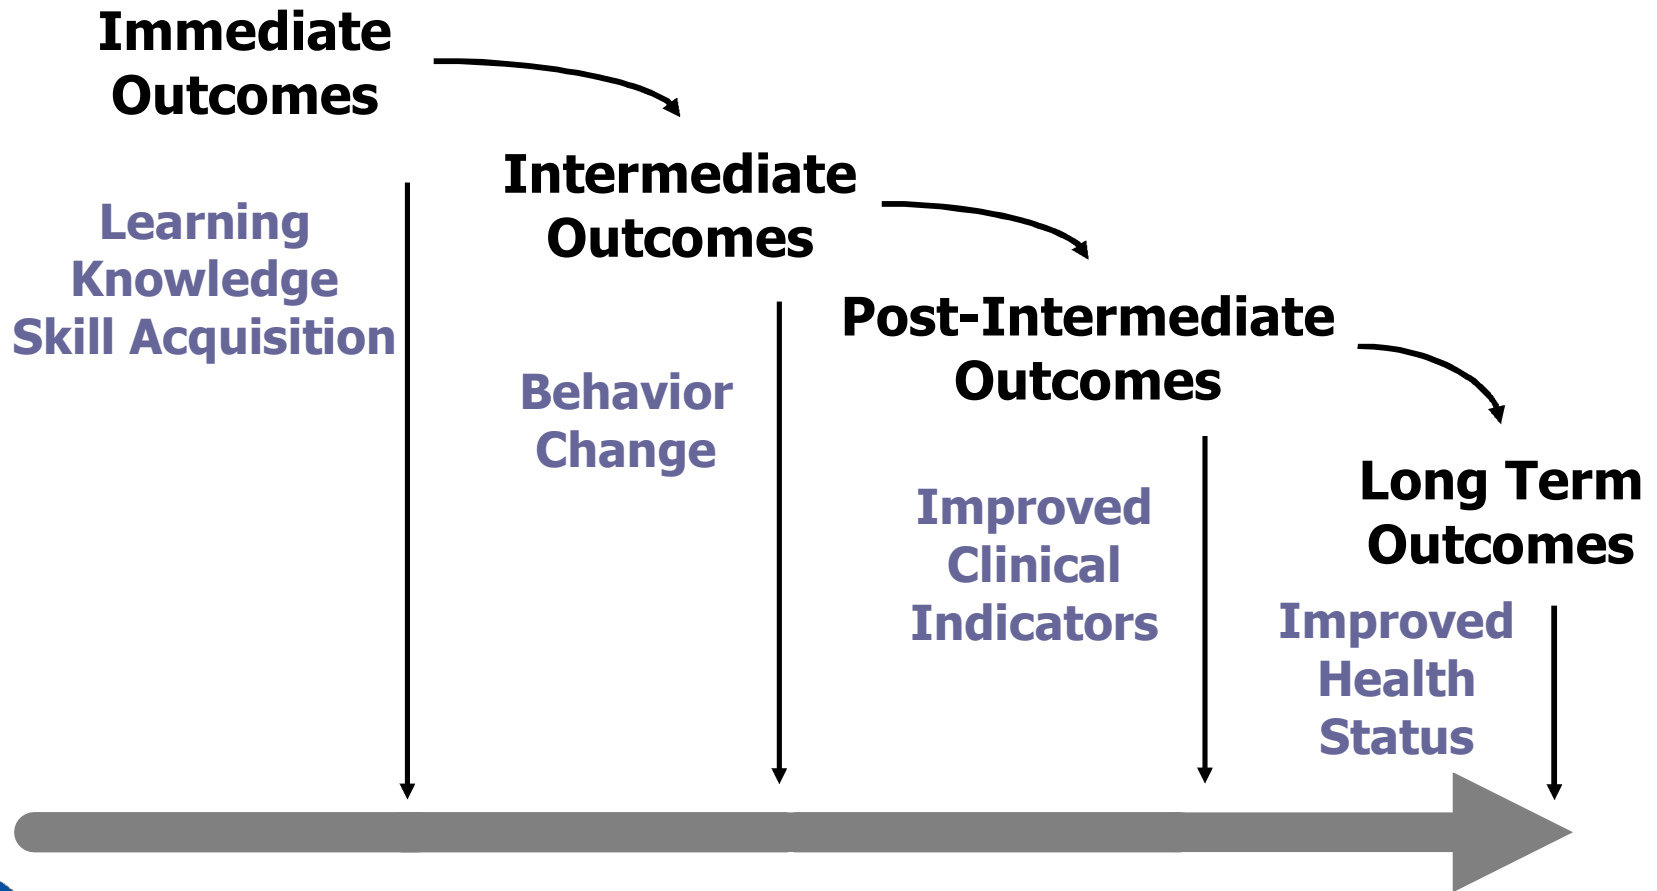 Immediate
Outcomes
Learning
Knowledge
Skill Acquisition
Intermediate
Outcomes
Behavior
Change
Post-Intermediate
Outcomes
Improved
Clinical
Indicators
Long Term
Outcomes
Improved
Health
Status